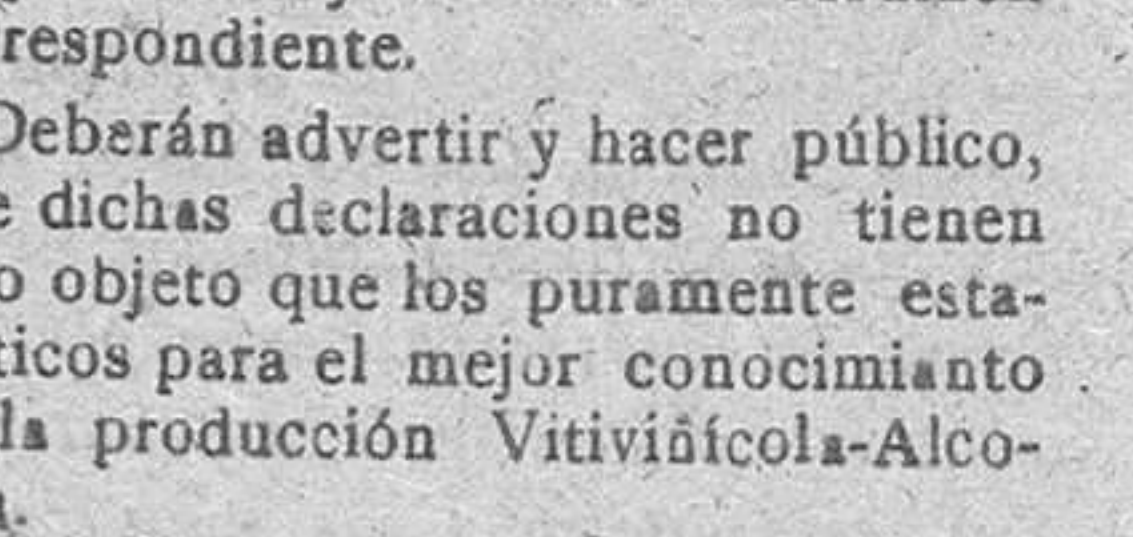 respondiente.
Deberán advertir y hacer público,
e dichas declaraciones no tienen
o objeto que los puramente esta-
ticos para el mejor conocimianto
la producción Vitivinícola-Alco-